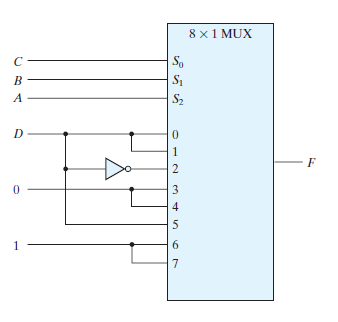 8 × 1 MUX
C S₀
B S₁
A S₂
D 0
1
2
F
0 3
4
5
1 6
7